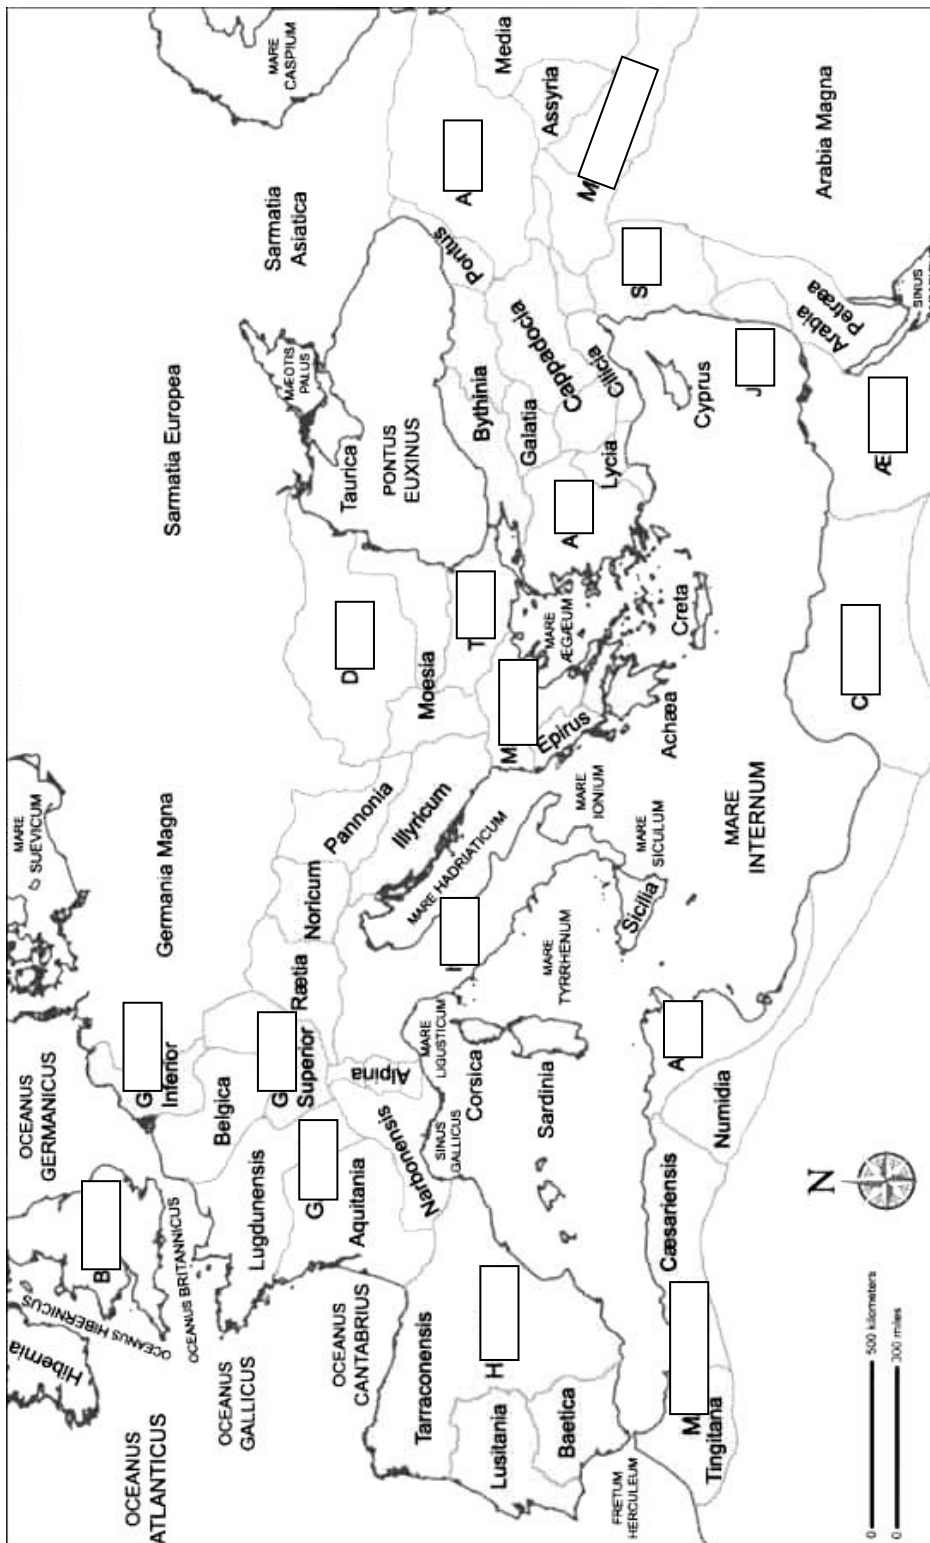 OCEANUS
ATLANTICUS
Hibernia
OCEANUS HIBERNICUS
B
OCEANUS BRITANNICUS
OCEANUS
GERMANICUS
MARE
SUEVICUM
OCEANUS
GALLICUS
Lugdunensis
Belgica
G
Inferior
Germania Magna
Sarmatia Europea
Sarmatia
Asiatica
MARE
CASPIUM
OCEANUS
CANTABRIUS
Aquitania
G
G
Superior
Rætia
Noricum
Pannonia
Illyricum
D
Taurica
MÆOTIS
PALUS
PONTUS
EUXINUS
Tarraconensis
Narbonensis
Alpina
SINUS
GALLICUS
MARE
LIGUSTICUM
MARE HADRIATICUM
I
Moesia
T
Bythinia
Pontus
A
Media
Lusitania
H
Baetica
Corsica
Sardinia
MARE
TYRRHENUM
MARE
IONIUM
M
Epirus
MARE
ÆGÆUM
A
Galatia
Cappadocia
Lycia
Cilicia
Assyria
M
FRETUM
HERCULEUM
Sicilia
MARE
SICULUM
Achæa
Creta
Cyprus
S
M
Tingitana
Cæsariensis
Numidia
A
MARE
INTERNUM
J
Arabia
Petræa
Arabia Magna
N
C
Æ
SINUS
0 500 kilometers
0 300 miles